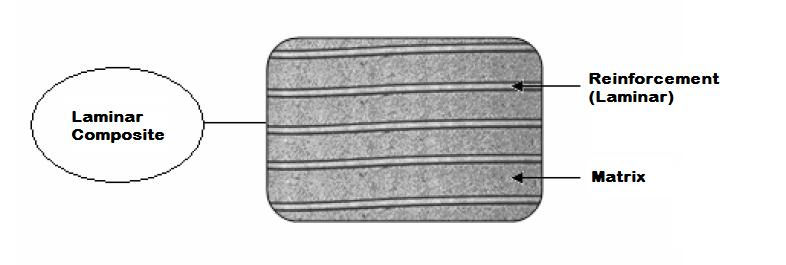 Laminar
Composite
Reinforcement
(Laminar)
Matrix